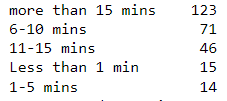 more than 15 mins 123
6-10 mins 71
11-15 mins 46
Less than 1 min 15
1-5 mins 14